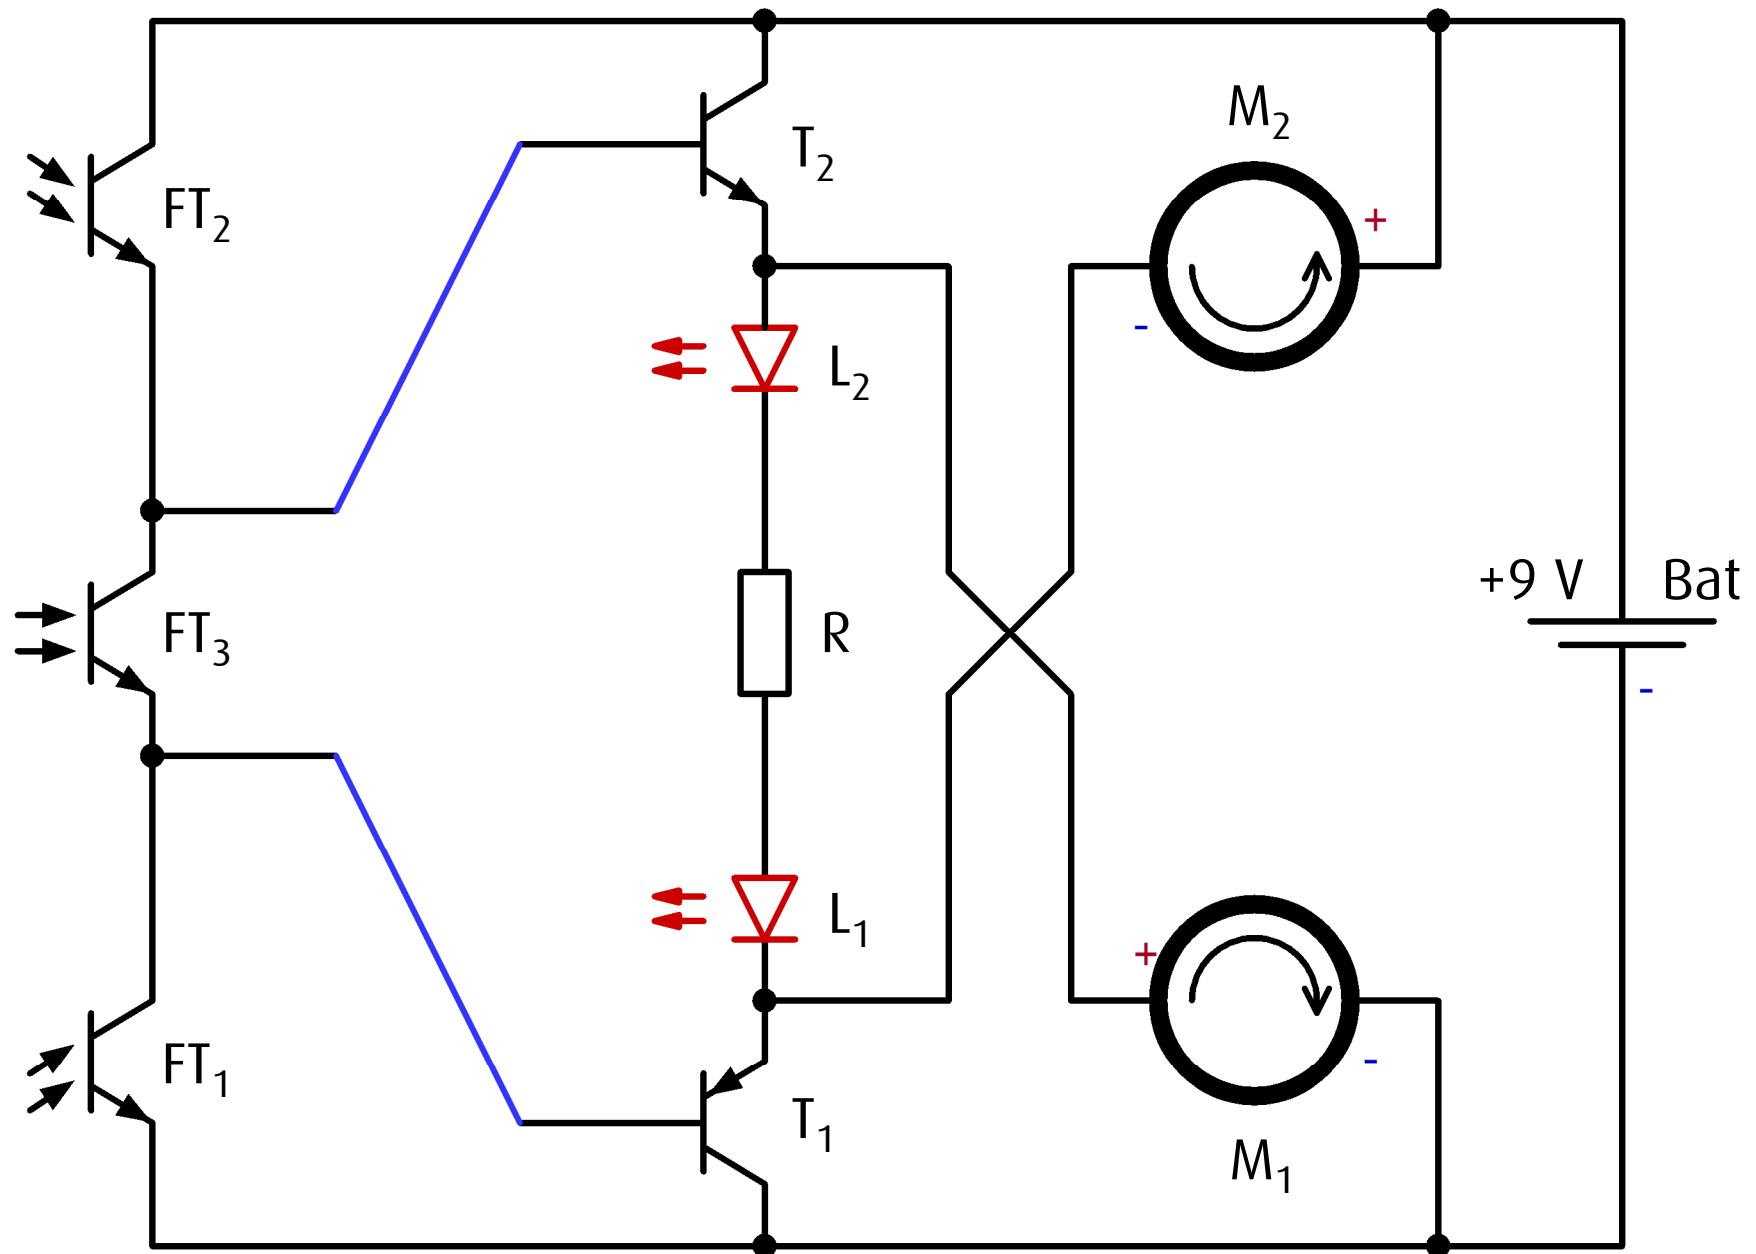 M₂
T₂
+
FT₂
-
L₂
+9 V Bat
FT₃
R
-
L₁
+
FT₁
-
T₁
M₁